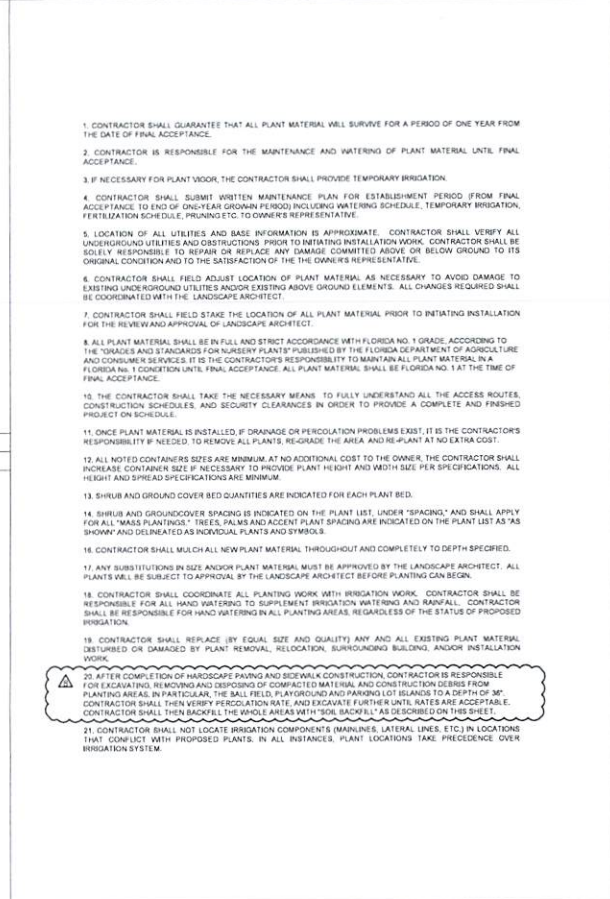 1. CONTRACTOR SHALL GUARANTEE THAT ALL PLANT MATERIAL WILL SURVIVE FOR A PERIOD OF ONE YEAR FROM
THE DATE OF FINAL ACCEPTANCE.
2. CONTRACTOR IS RESPONSIBLE FOR THE MAINTENANCE AND WATERING OF PLANT MATERIAL UNTIL FINAL
ACCEPTANCE.
3. IF NECESSARY FOR PLANT VIGOR, THE CONTRACTOR SHALL PROVIDE TEMPORARY IRRIGATION.
4. CONTRACTOR SHALL SUBMIT WRITTEN MAINTENANCE PLAN FOR ESTABLISHMENT PERIOD (FROM FINAL
ACCEPTANCE TO END OF ONE-YEAR GROW-IN PERIOD) INCLUDING WATERING SCHEDULE, TEMPORARY IRRIGATION,
FERTILIZATION SCHEDULE, PRUNING ETC. TO OWNER'S REPRESENTATIVE.
5. LOCATION OF ALL UTILITIES AND BASE INFORMATION IS APPROXIMATE. CONTRACTOR SHALL VERIFY ALL
UNDERGROUND UTILITIES AND OBSTRUCTIONS PRIOR TO INITIATING INSTALLATION WORK. CONTRACTOR SHALL BE
SOLELY RESPONSIBLE TO REPAIR OR REPLACE ANY DAMAGE COMMITTED ABOVE OR BELOW GROUND TO ITS
ORIGINAL CONDITION AND TO THE SATISFACTION OF THE THE OWNER'S REPRESENTATIVE.
6. CONTRACTOR SHALL FIELD ADJUST LOCATION OF PLANT MATERIAL AS NECESSARY TO AVOID DAMAGE TO
EXISTING UNDERGROUND UTILITIES AND/OR EXISTING ABOVE GROUND ELEMENTS. ALL CHANGES REQUIRED SHALL
BE COORDINATED WITH THE LANDSCAPE ARCHITECT.
7. CONTRACTOR SHALL FIELD STAKE THE LOCATION OF ALL PLANT MATERIAL PRIOR TO INITIATING INSTALLATION
FOR THE REVIEW AND APPROVAL OF LANDSCAPE ARCHITECT.
8. ALL PLANT MATERIAL SHALL BE IN FULL AND STRICT ACCORDANCE WITH FLORIDA NO. 1 GRADE, ACCORDING TO
THE "GRADES AND STANDARDS FOR NURSERY PLANTS" PUBLISHED BY THE FLORIDA DEPARTMENT OF AGRICULTURE
AND CONSUMER SERVICES. IT IS THE CONTRACTOR'S RESPONSIBILITY TO MAINTAIN ALL PLANT MATERIAL IN A
FLORIDA No. 1 CONDITION UNTIL FINAL ACCEPTANCE. ALL PLANT MATERIAL SHALL BE FLORIDA NO. 1 AT THE TIME OF
FINAL ACCEPTANCE.
10. THE CONTRACTOR SHALL TAKE THE NECESSARY MEANS TO FULLY UNDERSTAND ALL THE ACCESS ROUTES,
CONSTRUCTION SCHEDULES, AND SECURITY CLEARANCES IN ORDER TO PROVIDE A COMPLETE AND FINISHED
PROJECT ON SCHEDULE.
11. ONCE PLANT MATERIAL IS INSTALLED, IF DRAINAGE OR PERCOLATION PROBLEMS EXIST, IT IS THE CONTRACTOR'S
RESPONSIBILITY IF NEEDED, TO REMOVE ALL PLANTS, RE-GRADE THE AREA AND RE-PLANT AT NO EXTRA COST.
12. ALL NOTED CONTAINERS SIZES ARE MINIMUM. AT NO ADDITIONAL COST TO THE OWNER, THE CONTRACTOR SHALL
INCREASE CONTAINER SIZE IF NECESSARY TO PROVIDE PLANT HEIGHT AND WIDTH SIZE PER SPECIFICATIONS. ALL
HEIGHT AND SPREAD SPECIFICATIONS ARE MINIMUM.
13. SHRUB AND GROUND COVER BED QUANTITIES ARE INDICATED FOR EACH PLANT BED.
14. SHRUB AND GROUNDCOVER SPACING IS INDICATED ON THE PLANT LIST, UNDER "SPACING," AND SHALL APPLY
FOR ALL "MASS PLANTINGS." TREES, PALMS AND ACCENT PLANT SPACING ARE INDICATED ON THE PLANT LIST AS "AS
SHOWN" AND DELINEATED AS INDIVIDUAL PLANTS AND SYMBOLS.
16. CONTRACTOR SHALL MULCH ALL NEW PLANT MATERIAL THROUGHOUT AND COMPLETELY TO DEPTH SPECIFIED.
17. ANY SUBSTITUTIONS IN SIZE AND/OR PLANT MATERIAL MUST BE APPROVED BY THE LANDSCAPE ARCHITECT. ALL
PLANTS WILL BE SUBJECT TO APPROVAL BY THE LANDSCAPE ARCHITECT BEFORE PLANTING CAN BEGIN.
18. CONTRACTOR SHALL COORDINATE ALL PLANTING WORK WITH IRRIGATION WORK. CONTRACTOR SHALL BE
RESPONSIBLE FOR ALL HAND WATERING TO SUPPLEMENT IRRIGATION WATERING AND RAINFALL. CONTRACTOR
SHALL BE RESPONSIBLE FOR HAND WATERING IN ALL PLANTING AREAS, REGARDLESS OF THE STATUS OF PROPOSED
IRRIGATION.
19. CONTRACTOR SHALL REPLACE (BY EQUAL SIZE AND QUALITY) ANY AND ALL EXISTING PLANT MATERIAL
DISTURBED OR DAMAGED BY PLANT REMOVAL, RELOCATION, SURROUNDING BUILDING, AND/OR INSTALLATION
WORK.
20. AFTER COMPLETION OF HARDSCAPE PAVING AND SIDEWALK CONSTRUCTION, CONTRACTOR IS RESPONSIBLE
FOR EXCAVATING, REMOVING AND DISPOSING OF COMPACTED MATERIAL AND CONSTRUCTION DEBRIS FROM
PLANTING AREAS, IN PARTICULAR, THE BALL FIELD, PLAYGROUND AND PARKING LOT ISLANDS TO A DEPTH OF 36".
CONTRACTOR SHALL THEN VERIFY PERCOLATION RATE, AND EXCAVATE FURTHER UNTIL RATES ARE ACCEPTABLE.
CONTRACTOR SHALL THEN BACKFILL THE WHOLE AREAS WITH "SOIL BACKFILL" AS DESCRIBED ON THIS SHEET.
21. CONTRACTOR SHALL NOT LOCATE IRRIGATION COMPONENTS (MAINLINES, LATERAL LINES, ETC.) IN LOCATIONS
THAT CONFLICT WITH PROPOSED PLANTS. IN ALL INSTANCES, PLANT LOCATIONS TAKE PRECEDENCE OVER
IRRIGATION SYSTEM.